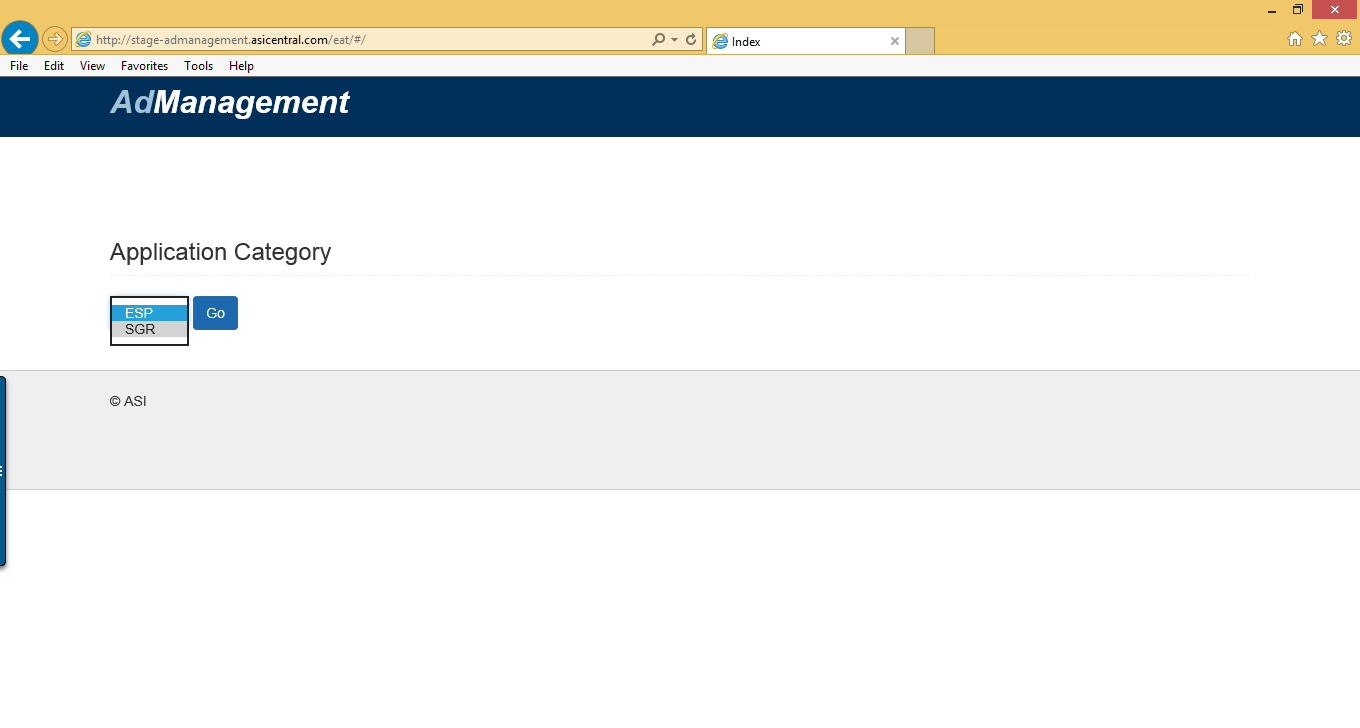 http://stage-admanagement.asicentral.com/eat/#/
Index
File Edit View Favorites Tools Help
AdManagement
Application Category
ESP
SGR
Go
© ASI